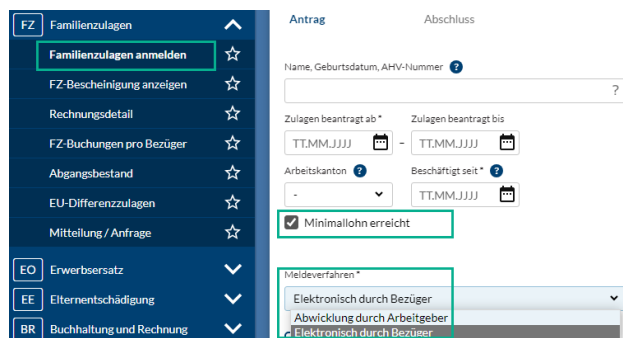 FZ Familienzulagen
Familienzulagen anmelden
FZ-Bescheinigung anzeigen
Rechnungsdetail
FZ-Buchungen pro Bezüger
Abgangsbestand
EU-Differenzzulagen
Mitteilung / Anfrage
EO Erwerbsersatz
EE Elternentschädigung
BR Buchhaltung und Rechnung
Antrag Abschluss
Name, Geburtsdatum, AHV-Nummer ?
?
Zulagen beantragt ab * Zulagen beantragt bis
TT.MM.JJJJ – TT.MM.JJJJ
Arbeitskanton ? Beschäftigt seit * ?
- TT.MM.JJJJ
Minimallohn erreicht
Meldeverfahren *
Elektronisch durch Bezüger
Abwicklung durch Arbeitgeber
Elektronisch durch Bezüger